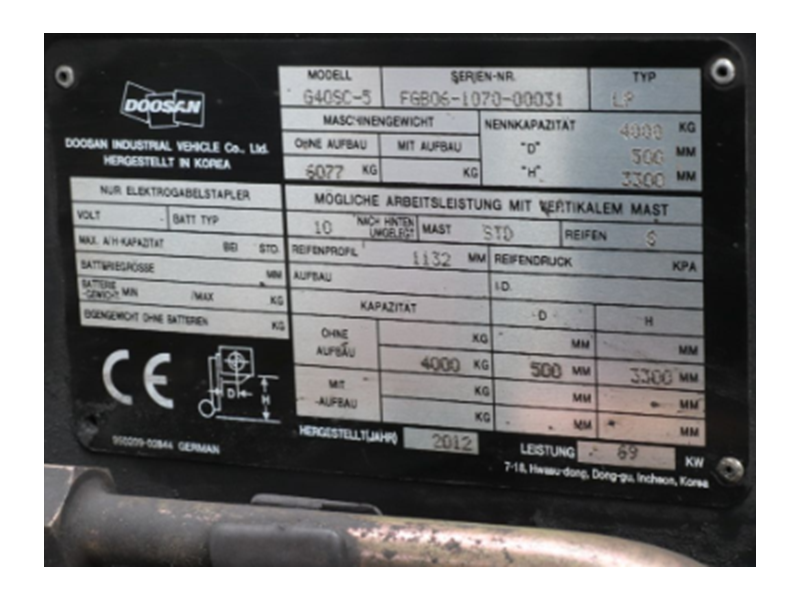 DOOSAN
DOOSAN INDUSTRIAL VEHICLE Co., Ltd.
HERGESTELLT IN KOREA
MODELL SERIEN-NR. TYP
G40SC-5 FGB06-1070-00031 LP
MASCHINENGEWICHT NENNKAPAZITÄT 4000 KG
OHNE AUFBAU MIT AUFBAU "D" 500 MM
6077 KG KG "H" 3300 MM
NUR ELEKTROGABELSTAPLER
VOLT BATT TYP
MAX. A/H-KAPAZITÄT BEI STD.
BATTERIEGRÖSSE MM
BATTERIE -GEWICHT: MIN /MAX KG
EIGENGEWICHT OHNE BATTERIEN KG
MÖGLICHE ARBEITSLEISTUNG MIT VERTIKALEM MAST
10 NACH HINTEN UMGELEGT MAST STD REIFEN S
REIFENPROFIL 1132 MM REIFENDRUCK KPA
AUFBAU I.D.
KAPAZITÄT D H
OHNE AUFBAU KG MM MM
4000 KG 500 MM 3300 MM
MIT AUFBAU KG MM MM
KG MM MM
CE D H
HERGESTELLT(JAHR) 2012 LEISTUNG 69 KW
GERMAN
7-18, Hwasu-dong, Dong-gu, Incheon, Korea